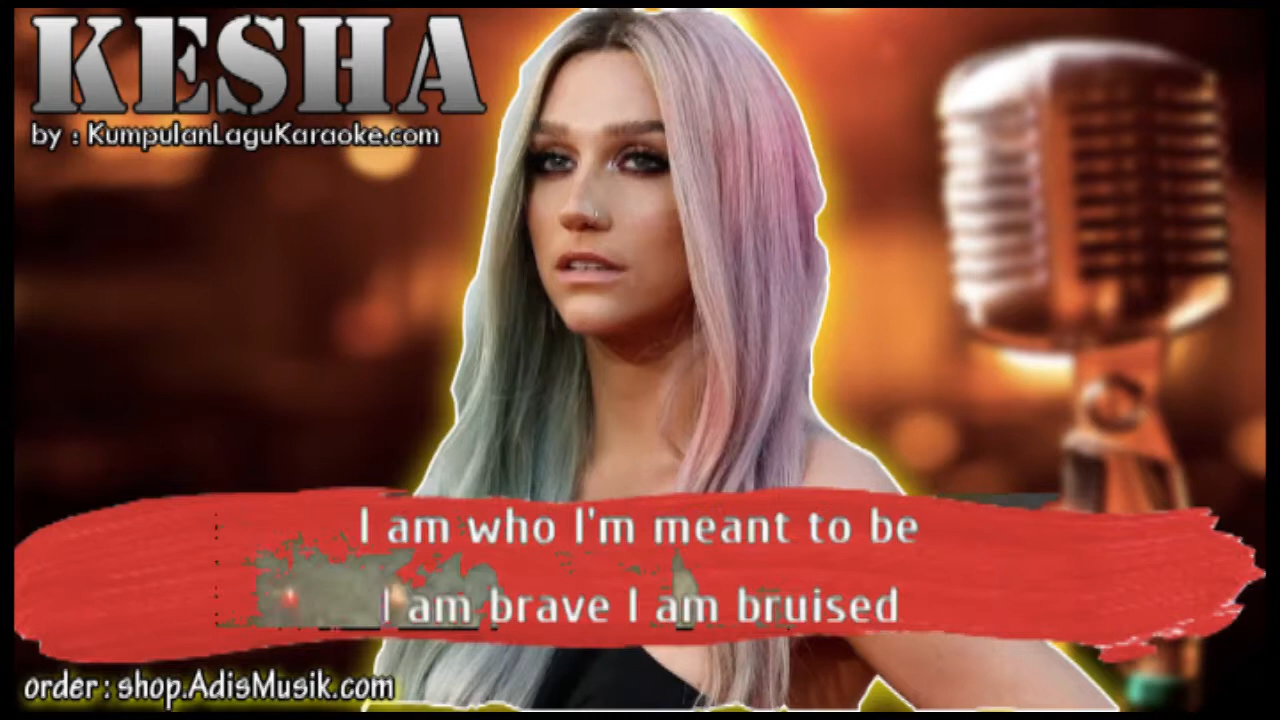 KESHA
by : KumpulanLaguKaraoke.com
I am who I'm meant to be
I am brave I am bruised
order : shop.AdisMusik.com